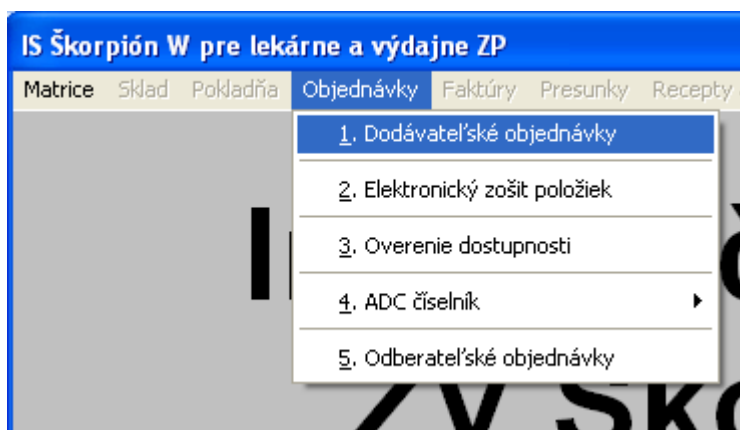 IS Škorpión W pre lekárne a výdajne ZP
Matrice Sklad Pokladňa Objednávky Faktúry Presunky Recepty
1. Dodávateľské objednávky
2. Elektronický zošit položiek
3. Overenie dostupnosti
4. ADC číselník
5. Odberateľské objednávky